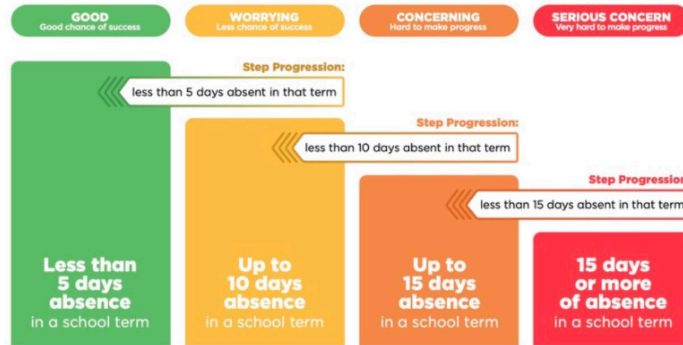 GOOD
Good chance of success
WORRYING
Less chance of success
CONCERNING
Hard to make progress
SERIOUS CONCERN
Very hard to make progress
Step Progression:
less than 5 days absent in that term
Step Progression:
less than 10 days absent in that term
Step Progression
less than 15 days absent in that term
Less than
5 days
absence
in a school term
Up to
10 days
absence
in a school term
Up to
15 days
absence
in a school term
15 days
or more
of absence
in a school term